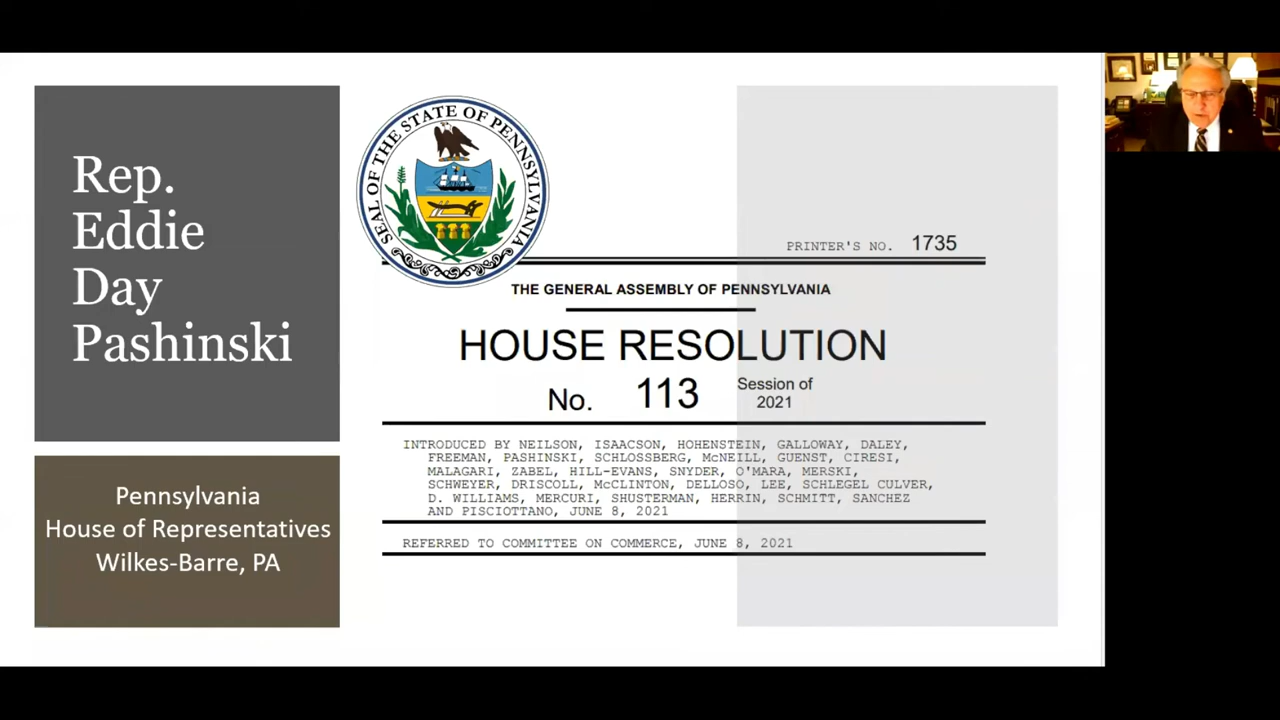 Rep.
Eddie
Day
Pashinski
Pennsylvania
House of Representatives
Wilkes-Barre, PA
SEAL OF THE STATE OF PENNSYLVANIA
PRINTER'S NO. 1735
THE GENERAL ASSEMBLY OF PENNSYLVANIA
HOUSE RESOLUTION
No. 113 Session of
2021
INTRODUCED BY NEILSON, ISAACSON, HOHENSTEIN, GALLOWAY, DALEY,
FREEMAN, PASHINSKI, SCHLOSSBERG, McNEILL, GUENST, CIRESI,
MALAGARI, ZABEL, HILL-EVANS, SNYDER, O'MARA, MERSKI,
SCHWEYER, DRISCOLL, McCLINTON, DELLOSO, LEE, SCHLEGEL CULVER,
D. WILLIAMS, MERCURI, SHUSTERMAN, HERRIN, SCHMITT, SANCHEZ
AND PISCIOTTANO, JUNE 8, 2021
REFERRED TO COMMITTEE ON COMMERCE, JUNE 8, 2021